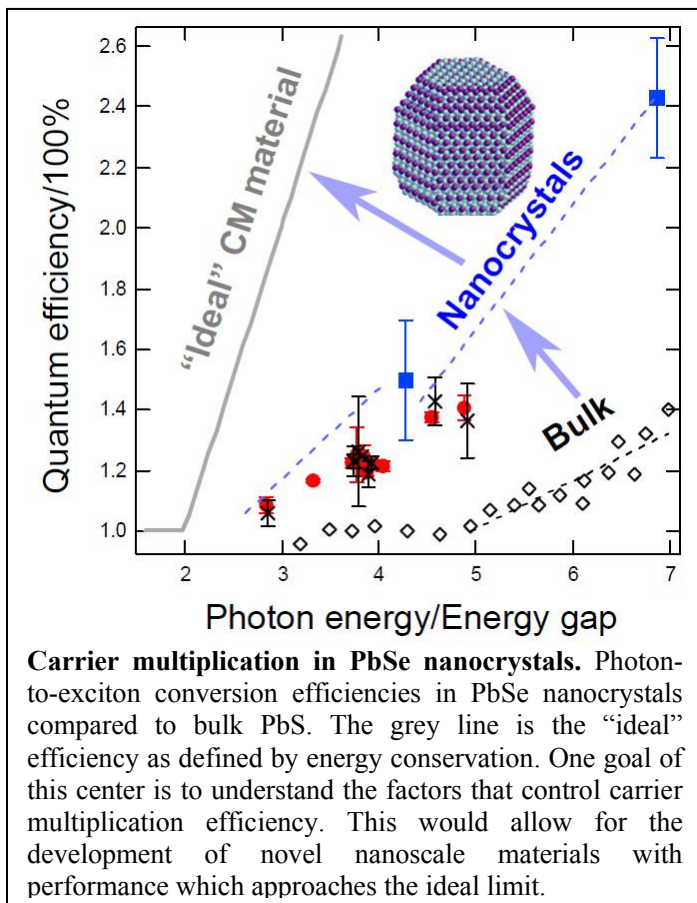 2.6
2.4
2.2
2.0
1.8
1.6
1.4
1.2
1.0
Quantum efficiency/100%
"Ideal" CM material
Nanocrystals
Bulk
2 3 4 5 6 7
Photon energy/Energy gap
Carrier multiplication in PbSe nanocrystals. Photon-
to-exciton conversion efficiencies in PbSe nanocrystals
compared to bulk PbS. The grey line is the “ideal”
efficiency as defined by energy conservation. One goal of
this center is to understand the factors that control carrier
multiplication efficiency. This would allow for the
development of novel nanoscale materials with
performance which approaches the ideal limit.